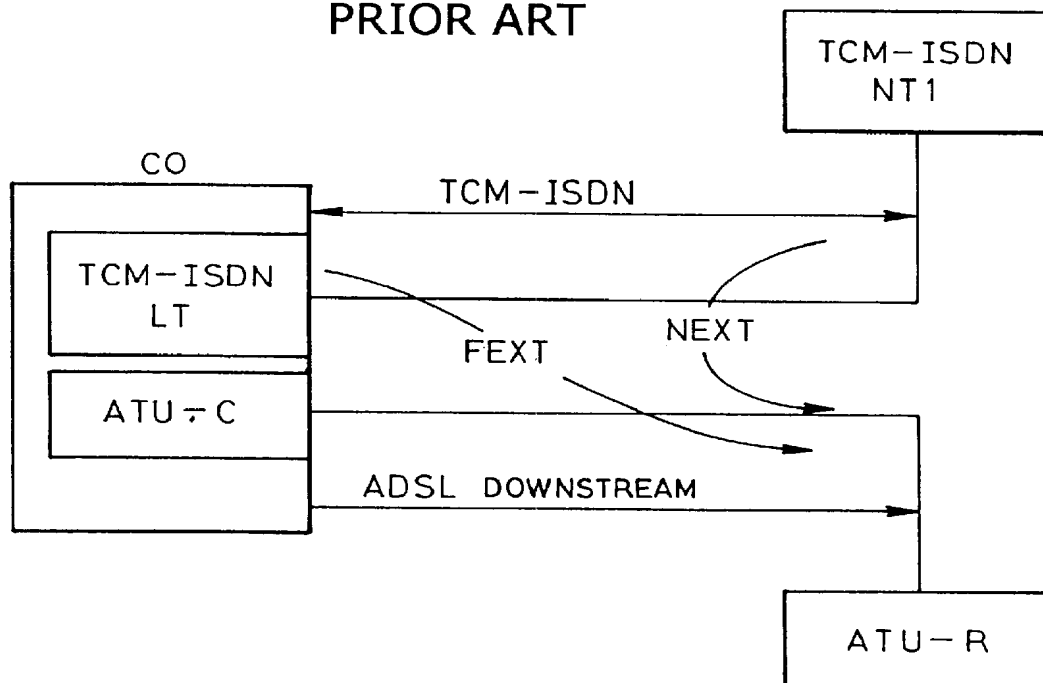 PRIOR ART
TCM-ISDN
NT1
CO
TCM-ISDN
TCM-ISDN
LT
NEXT
FEXT
ATU-C
ADSL DOWNSTREAM
ATU-R